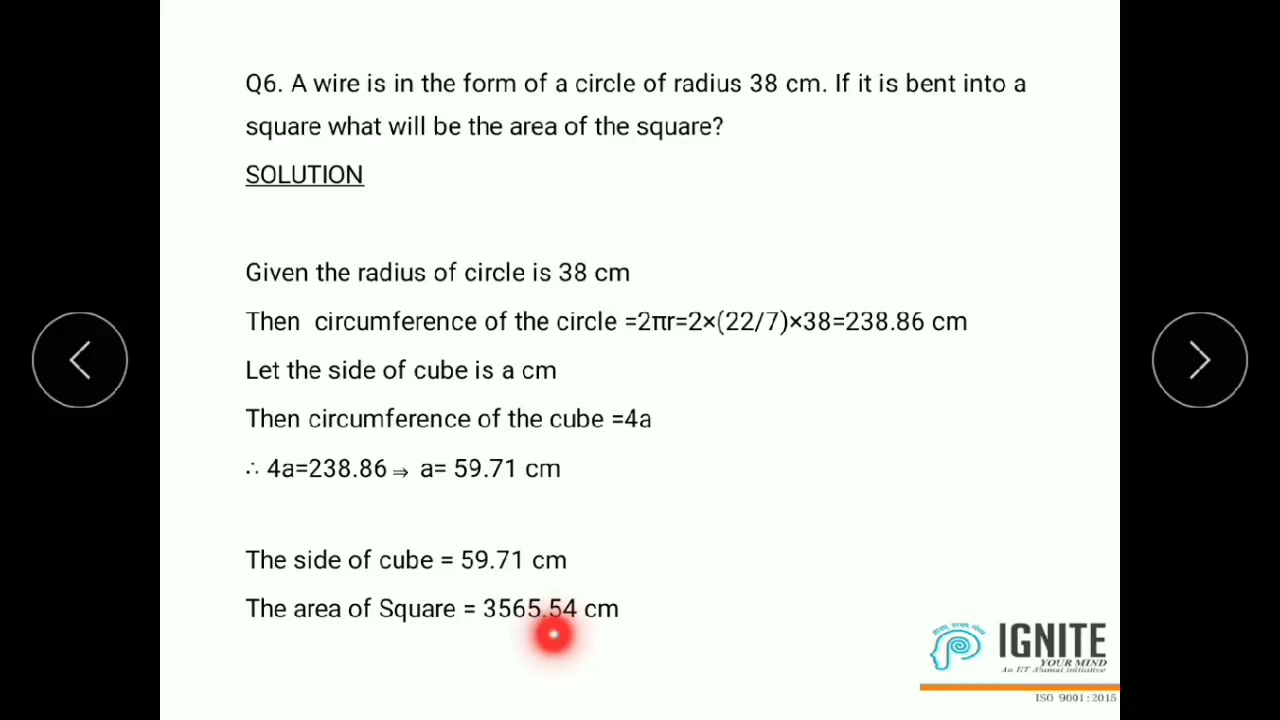 Q6. A wire is in the form of a circle of radius 38 cm. If it is bent into a
square what will be the area of the square?
SOLUTION
Given the radius of circle is 38 cm
Then circumference of the circle =2πr=2×(22/7)×38=238.86 cm
Let the side of cube is a cm
Then circumference of the cube =4a
∴ 4a=238.86 ⇒ a= 59.71 cm
The side of cube = 59.71 cm
The area of Square = 3565.54 cm
IGNITE
YOUR MIND
An IIT Alumni initiative
ISO 9001:2015